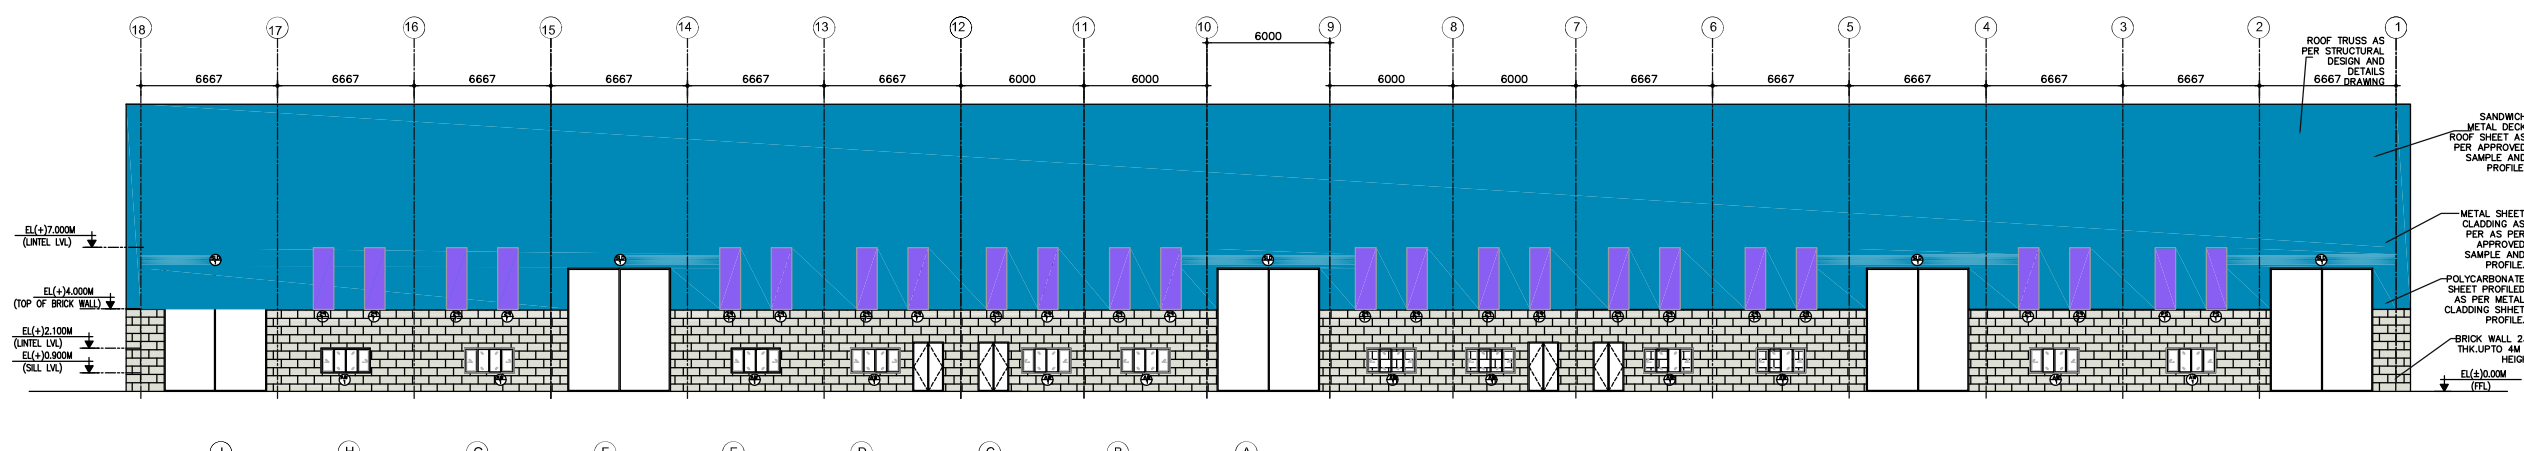 18 17 16 15 14 13 12 11 10 9 8 7 6 5 4 3 2 1
6000
6667 6667 6667 6667 6667 6667 6000 6000 6000 6000 6667 6667 6667 6667 6667 6667
ROOF TRUSS AS
PER STRUCTURAL
DESIGN AND
DETAILS
DRAWING
SANDWICH
METAL DECK
ROOF SHEET AS
PER APPROVED
SAMPLE AND
PROFILE.
METAL SHEET
CLADDING AS
PER AS PER
APPROVED
SAMPLE AND
PROFILE.
POLYCARBONATE
SHEET PROFILED
AS PER METAL
CLADDING SHHET
PROFILE.
BRICK WALL 2
THK.UPTO 4M
HEIG
EL(±)0.00M
(FFL)
EL(+)7.000M
(LINTEL LVL)
EL(+)4.000M
(TOP OF BRICK WALL)
EL(+)2.100M
(LINTEL LVL)
EL(+)0.900M
(SILL LVL)